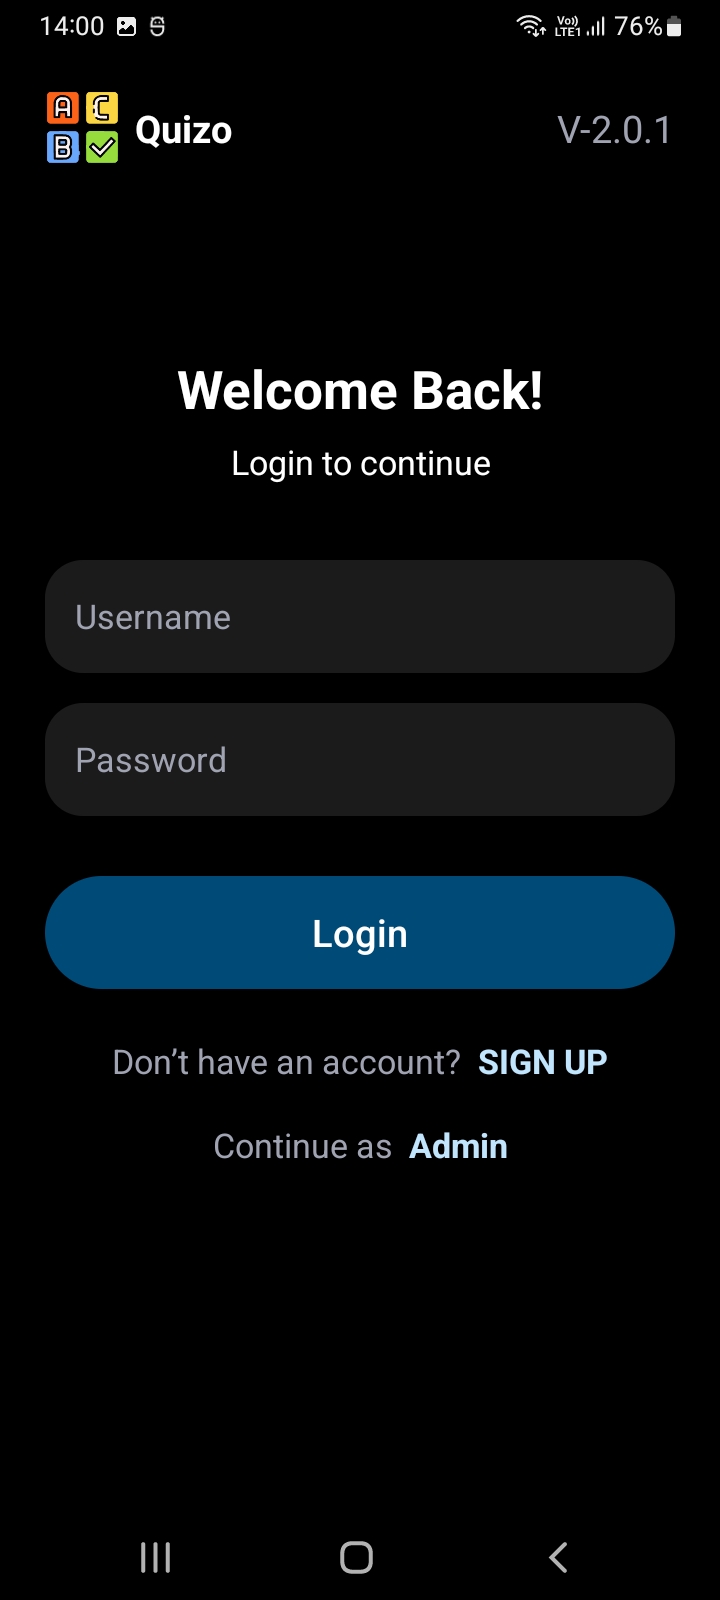 14:00 Vo)) LTE1 76%
A C
B
Quizo
V-2.0.1
Welcome Back!
Login to continue
Username
Password
Login
Don’t have an account? SIGN UP
Continue as Admin